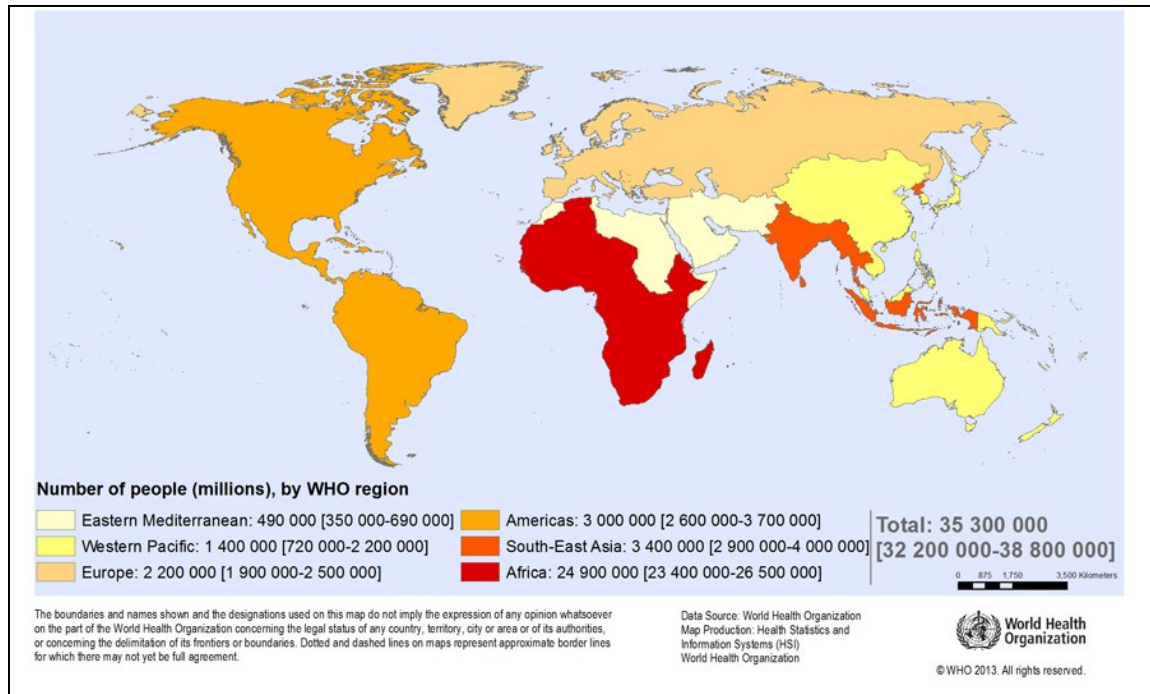 Number of people (millions), by WHO region
Eastern Mediterranean: 490 000 [350 000-690 000]
Western Pacific: 1 400 000 [720 000-2 200 000]
Europe: 2 200 000 [1 900 000-2 500 000]
Americas: 3 000 000 [2 600 000-3 700 000]
South-East Asia: 3 400 000 [2 900 000-4 000 000]
Africa: 24 900 000 [23 400 000-26 500 000]
Total: 35 300 000
[32 200 000-38 800 000]
0 875 1,750 3,500 Kilometers
The boundaries and names shown and the designations used on this map do not imply the expression of any opinion whatsoever
on the part of the World Health Organization concerning the legal status of any country, territory, city or area or of its authorities,
or concerning the delimitation of its frontiers or boundaries. Dotted and dashed lines on maps represent approximate border lines
for which there may not yet be full agreement.
Data Source: World Health Organization
Map Production: Health Statistics and
Information Systems (HSI)
World Health Organization
World Health
Organization
© WHO 2013. All rights reserved.